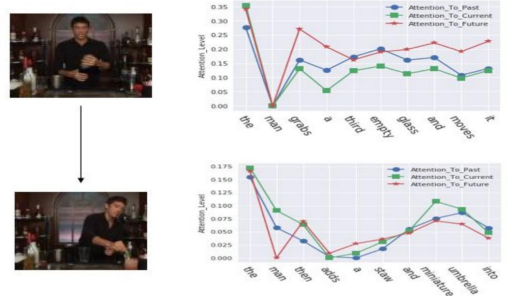 0.35
0.30
0.25
0.20
0.15
0.10
0.05
0.00
Attention_Level
Attention_To_Past
Attention_To_Current
Attention_To_Future
the man grabs a third empty glass and moves it
0.175
0.150
0.125
0.100
0.075
0.050
0.025
0.000
Attention_Level
Attention_To_Past
Attention_To_Current
Attention_To_Future
the man then adds a staw and miniature umbrella into